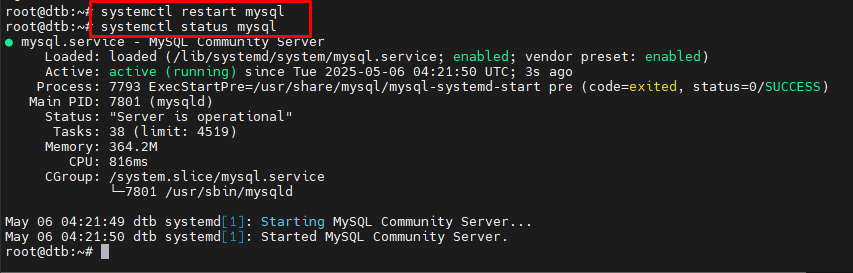 root@dtb:~# systemctl restart mysql
root@dtb:~# systemctl status mysql
● mysql.service - MySQL Community Server
Loaded: loaded (/lib/systemd/system/mysql.service; enabled; vendor preset: enabled)
Active: active (running) since Tue 2025-05-06 04:21:50 UTC; 3s ago
Process: 7793 ExecStartPre=/usr/share/mysql/mysql-systemd-start pre (code=exited, status=0/SUCCESS)
Main PID: 7801 (mysqld)
Status: "Server is operational"
Tasks: 38 (limit: 4519)
Memory: 364.2M
CPU: 816ms
CGroup: /system.slice/mysql.service
└─7801 /usr/sbin/mysqld
May 06 04:21:49 dtb systemd[1]: Starting MySQL Community Server...
May 06 04:21:50 dtb systemd[1]: Started MySQL Community Server.
root@dtb:~#